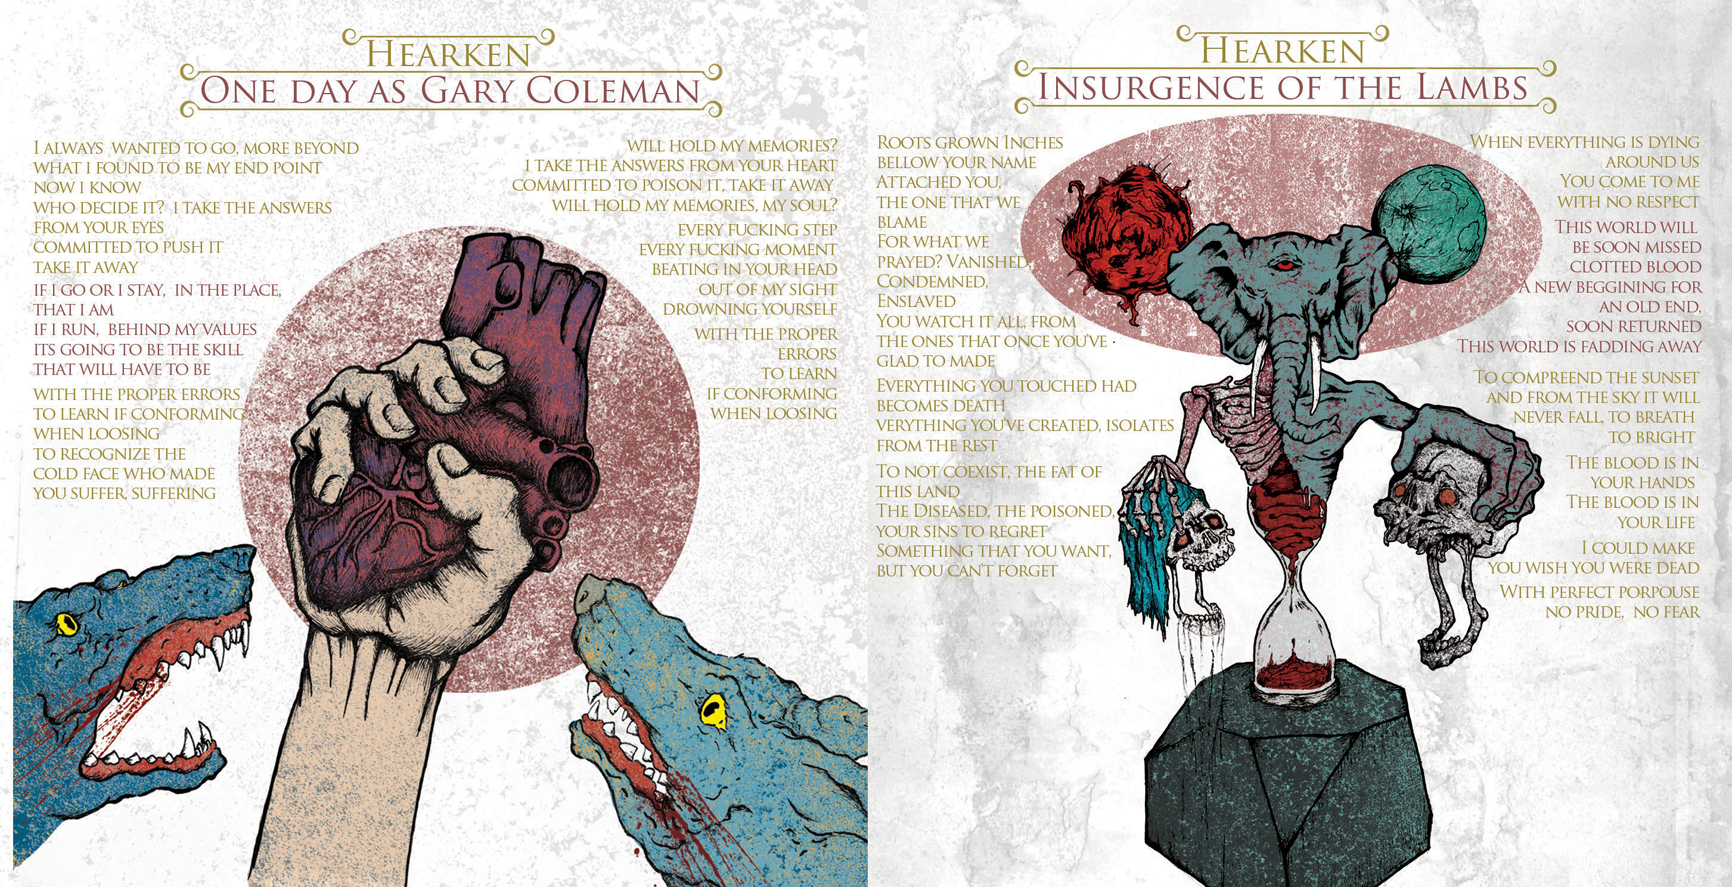 Hearken
One day as Gary Coleman
I always wanted to go, more beyond
what I found to be my end point
now I know
who decide it? I take the answers
from your eyes
committed to push it
take it away
if I go or I stay, in the place,
that I am
if I run, behind my values
its going to be the skill
that will have to be
with the proper errors
to learn if conforming
when loosing
to recognize the
cold face who made
you suffer, suffering
will hold my memories?
I take the answers from your heart
committed to poison it, take it away
will hold my memories, my soul?
every fucking step
every fucking moment
beating in your head
out of my sight
drowning yourself
with the proper
errors
to learn
if conforming
when loosing
Hearken
Insurgence of the Lambs
Roots grown Inches
bellow your name
Attached you,
the one that we
blame
For what we
prayed? Vanished,
Condemned,
Enslaved
You watch it all, from
the ones that once you've
glad to made
Everything you touched had
becomes death
verything you've created, isolates
from the rest
To not coexist, the fat of
this land
The Diseased, the poisoned,
your sins to regret
Something that you want,
but you can't forget
When everything is dying
around us
You come to me
with no respect
This world will
be soon missed
clotted blood
A new beggining for
an old end,
soon returned
This world is fadding away
To compreend the sunset
and from the sky it will
never fall, to breath
to bright
The blood is in
your hands
The blood is in
your life
I could make
you wish you were dead
With perfect porpouse
no pride, no fear